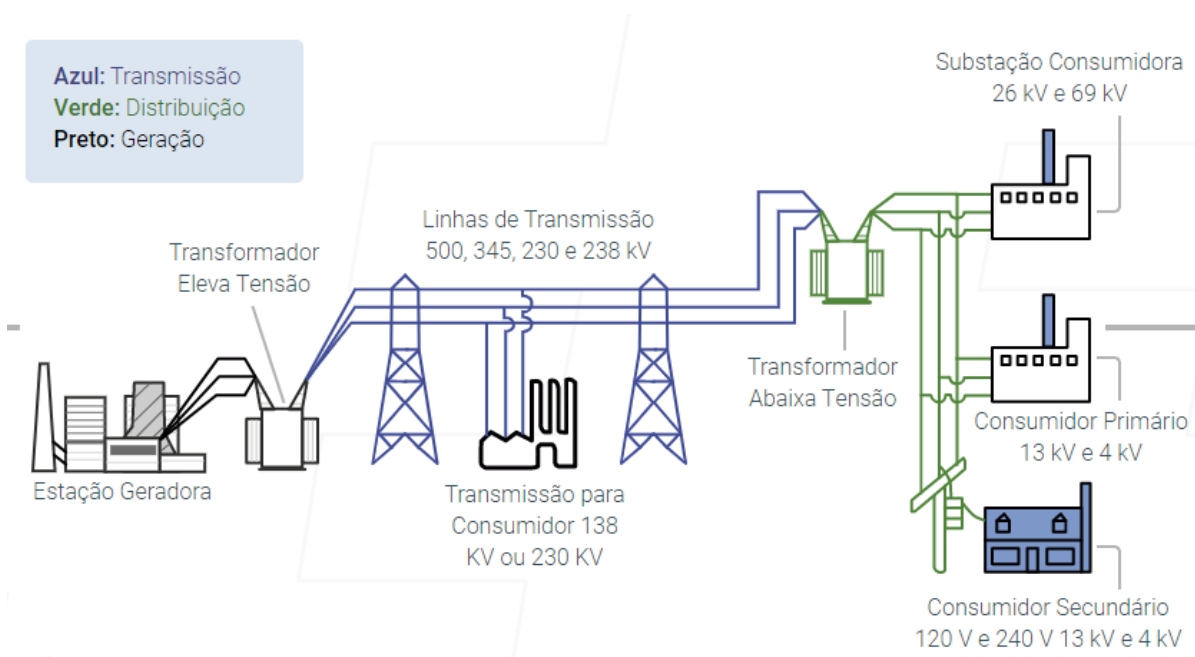 Azul: Transmissão
Verde: Distribuição
Preto: Geração
Substação Consumidora
26 kV e 69 kV
Linhas de Transmissão
500, 345, 230 e 238 kV
Transformador
Eleva Tensão
Transformador
Abaixa Tensão
Consumidor Primário
13 kV e 4 kV
Estação Geradora
Transmissão para
Consumidor 138
KV ou 230 KV
Consumidor Secundário
120 V e 240 V 13 kV e 4 kV